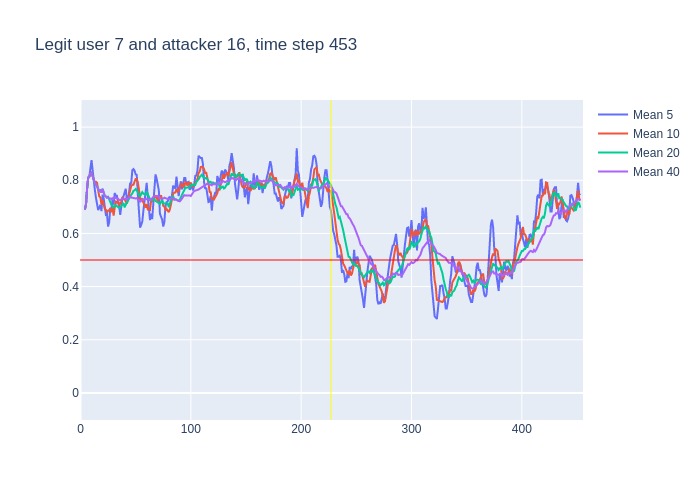 Legit user 7 and attacker 16, time step 453
Mean 5
Mean 10
Mean 20
Mean 40
1
0.8
0.6
0.4
0.2
0
0 100 200 300 400